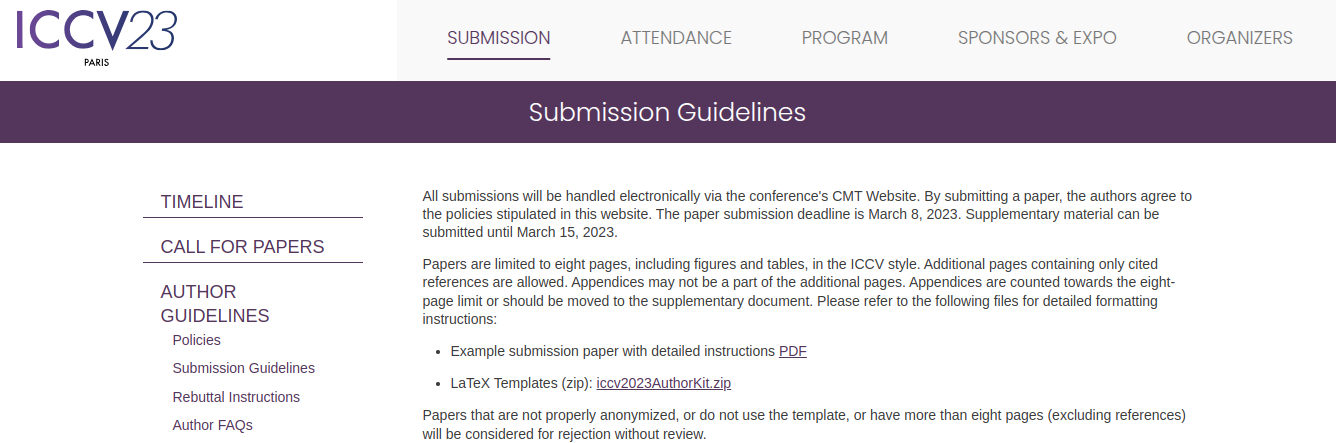 ICCV23
PARIS
SUBMISSION
ATTENDANCE
PROGRAM
SPONSORS & EXPO
ORGANIZERS
Submission Guidelines
TIMELINE
CALL FOR PAPERS
AUTHOR
GUIDELINES
Policies
Submission Guidelines
Rebuttal Instructions
Author FAQs
All submissions will be handled electronically via the conference's CMT Website. By submitting a paper, the authors agree to
the policies stipulated in this website. The paper submission deadline is March 8, 2023. Supplementary material can be
submitted until March 15, 2023.
Papers are limited to eight pages, including figures and tables, in the ICCV style. Additional pages containing only cited
references are allowed. Appendices may not be a part of the additional pages. Appendices are counted towards the eight-
page limit or should be moved to the supplementary document. Please refer to the following files for detailed formatting
instructions:
• Example submission paper with detailed instructions PDF
• LaTeX Templates (zip): iccv2023AuthorKit.zip
Papers that are not properly anonymized, or do not use the template, or have more than eight pages (excluding references)
will be considered for rejection without review.